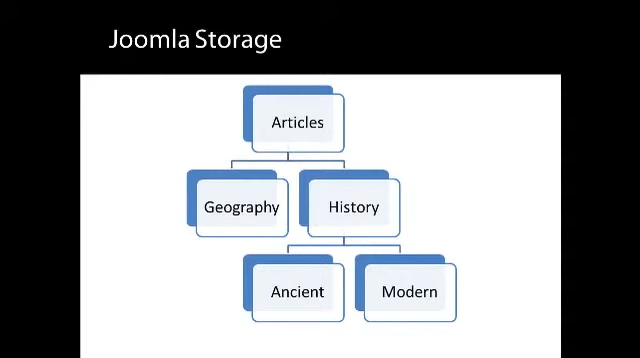 Joomla Storage
Articles
Geography
History
Ancient
Modern